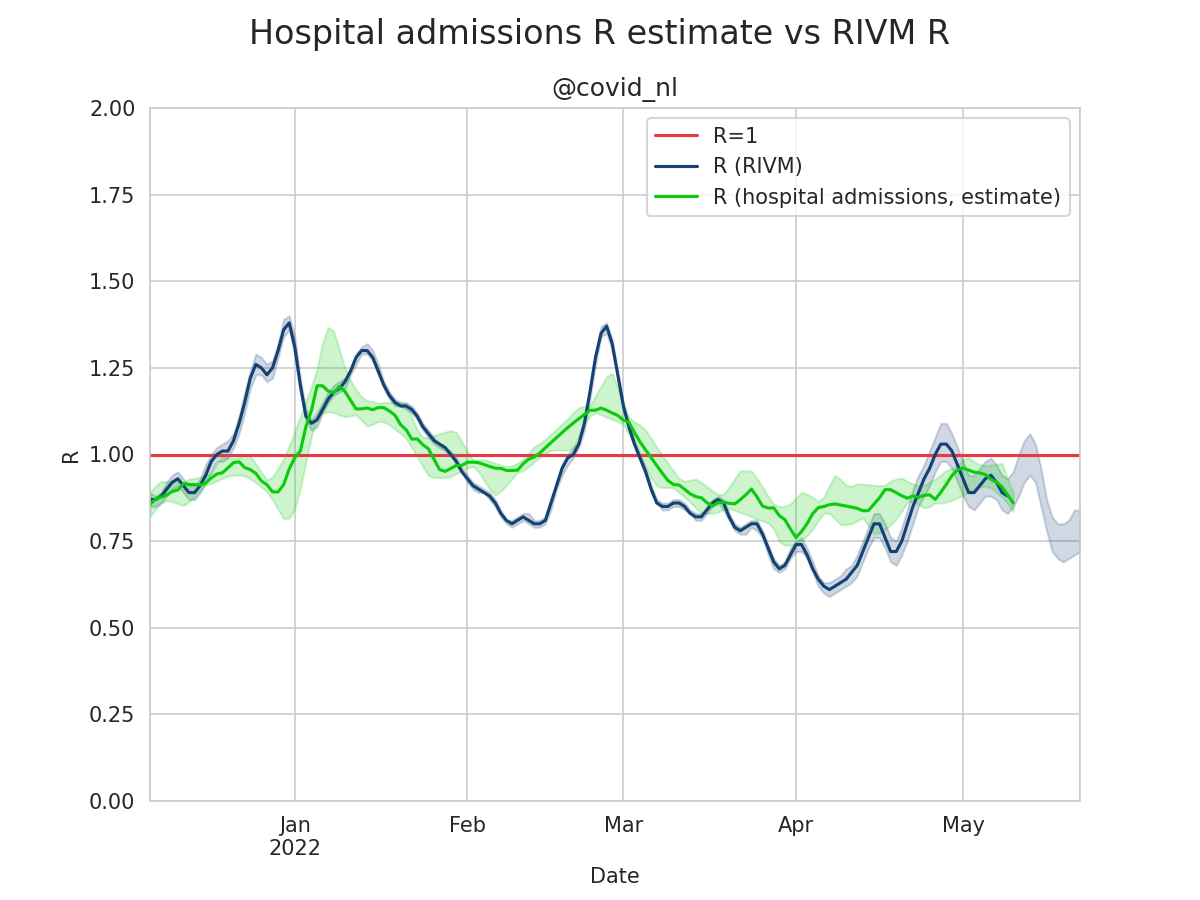 Hospital admissions R estimate vs RIVM R
@covid_nl
2.00
1.75
1.50
1.25
1.00
0.75
0.50
0.25
0.00
R
R=1
R (RIVM)
R (hospital admissions, estimate)
Jan
2022
Feb
Mar
Apr
May
Date